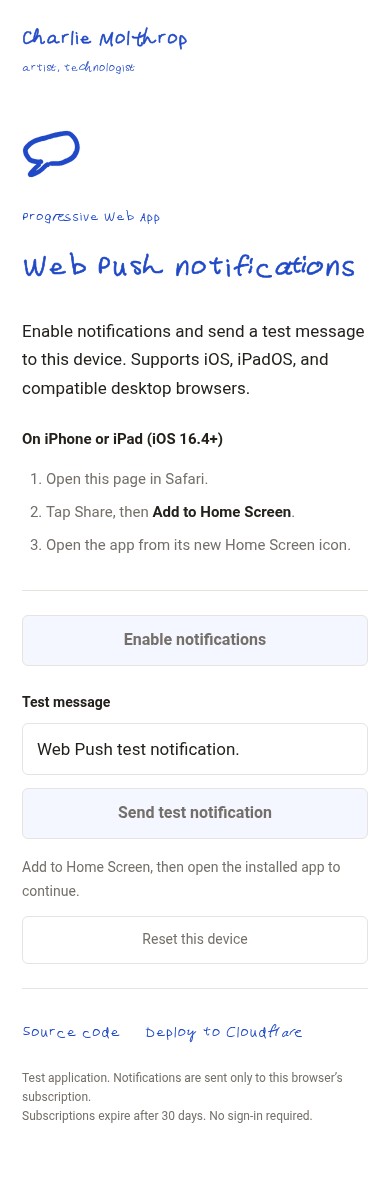 Charlie Molthrop
artist, technologist
Progressive Web App
Web Push notifications
Enable notifications and send a test message
to this device. Supports iOS, iPadOS, and
compatible desktop browsers.
On iPhone or iPad (iOS 16.4+)
1. Open this page in Safari.
2. Tap Share, then Add to Home Screen.
3. Open the app from its new Home Screen icon.
Enable notifications
Test message
Web Push test notification.
Send test notification
Add to Home Screen, then open the installed app to
continue.
Reset this device
Source code Deploy to Cloudflare
Test application. Notifications are sent only to this browser’s
subscription.
Subscriptions expire after 30 days. No sign-in required.